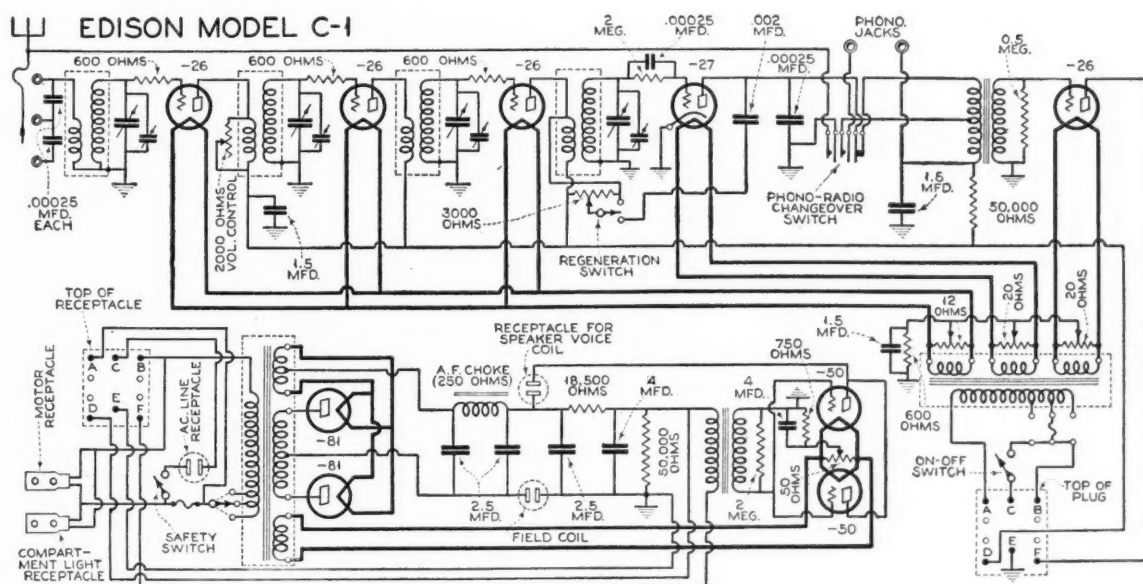 EDISON MODEL C-1
600 OHMS
-26
600 OHMS
-26
600 OHMS
-26
2
MEG.
.00025
MFD.
-27
.002
MFD.
.00025
MFD.
PHONO.
JACKS
0.5
MEG.
-26
.00025
MFD.
EACH
2000 OHMS
VOL. CONTROL
1.5
MFD.
3000
OHMS
REGENERATION
SWITCH
PHONO-RADIO
CHANGEOVER
SWITCH
1.5
MFD.
50,000
OHMS
TOP OF
RECEPTACLE
A
C
B
D
E
F
MOTOR
RECEPTACLE
A.C. LINE
RECEPTACLE
COMPART-
MENT LIGHT
RECEPTACLE
SAFETY
SWITCH
-81
-81
A.F. CHOKE
(250 OHMS)
RECEPTACLE FOR
SPEAKER VOICE
COIL
18,500
OHMS
4
MFD.
2.5
MFD.
FIELD COIL
2.5
MFD.
50,000
OHMS
4
MFD.
750
OHMS
-50
2
MEG.
50
OHMS
-50
1.5
MFD.
12
OHMS
20
OHMS
20
OHMS
600
OHMS
ON-OFF
SWITCH
TOP OF
PLUG
A
C
B
D
E
F